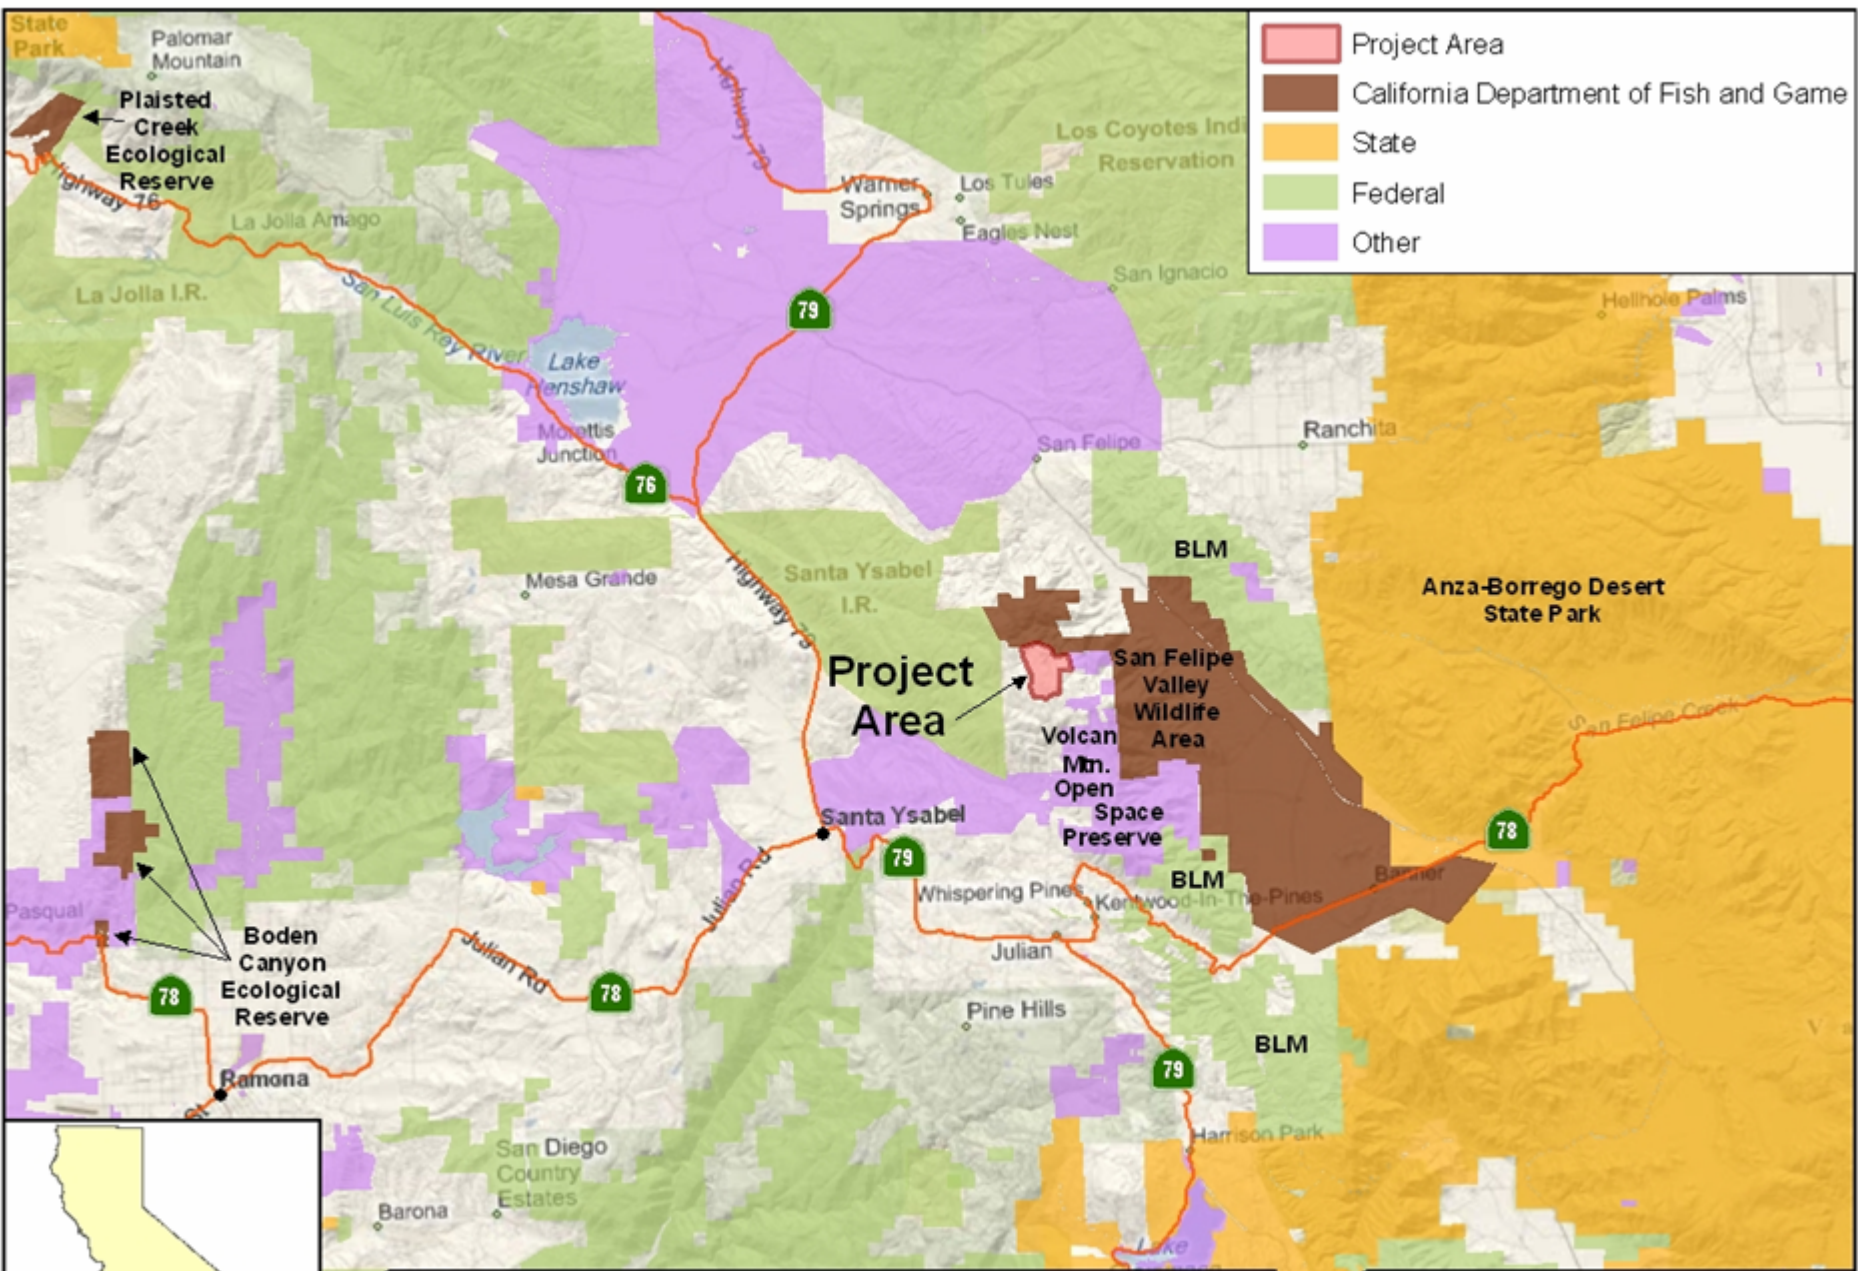 State
Park
Palomar
Mountain
Plaisted
Creek
Ecological
Reserve
Highway 76
La Jolla Amago
La Jolla I.R.
San Luis Rey River
Lake
Henshaw
Morettis
Junction
76
Highway 79
Warner
Springs
Los Tules
Eagles Nest
Los Coyotes Indi
Reservation
San Ignacio
79
San Felipe
Ranchita
Hellhole Palms
Project Area
California Department of Fish and Game
State
Federal
Other
Mesa Grande
Highway 79
Santa Ysabel
I.R.
BLM
Anza-Borrego Desert
State Park
Project
Area
San Felipe
Valley
Wildlife
Area
Volcan
Mtn.
Open
Space
Preserve
San Felipe Creek
78
Santa Ysabel
79
Julian Rd
Whispering Pines
Kentwood-In-The-Pines
BLM
Banner
Julian
Pasqual
Boden
Canyon
Ecological
Reserve
78
Julian Rd
78
Pine Hills
BLM
79
Ramona
St
Harrison Park
San Diego
Country
Estates
Barona
Lake